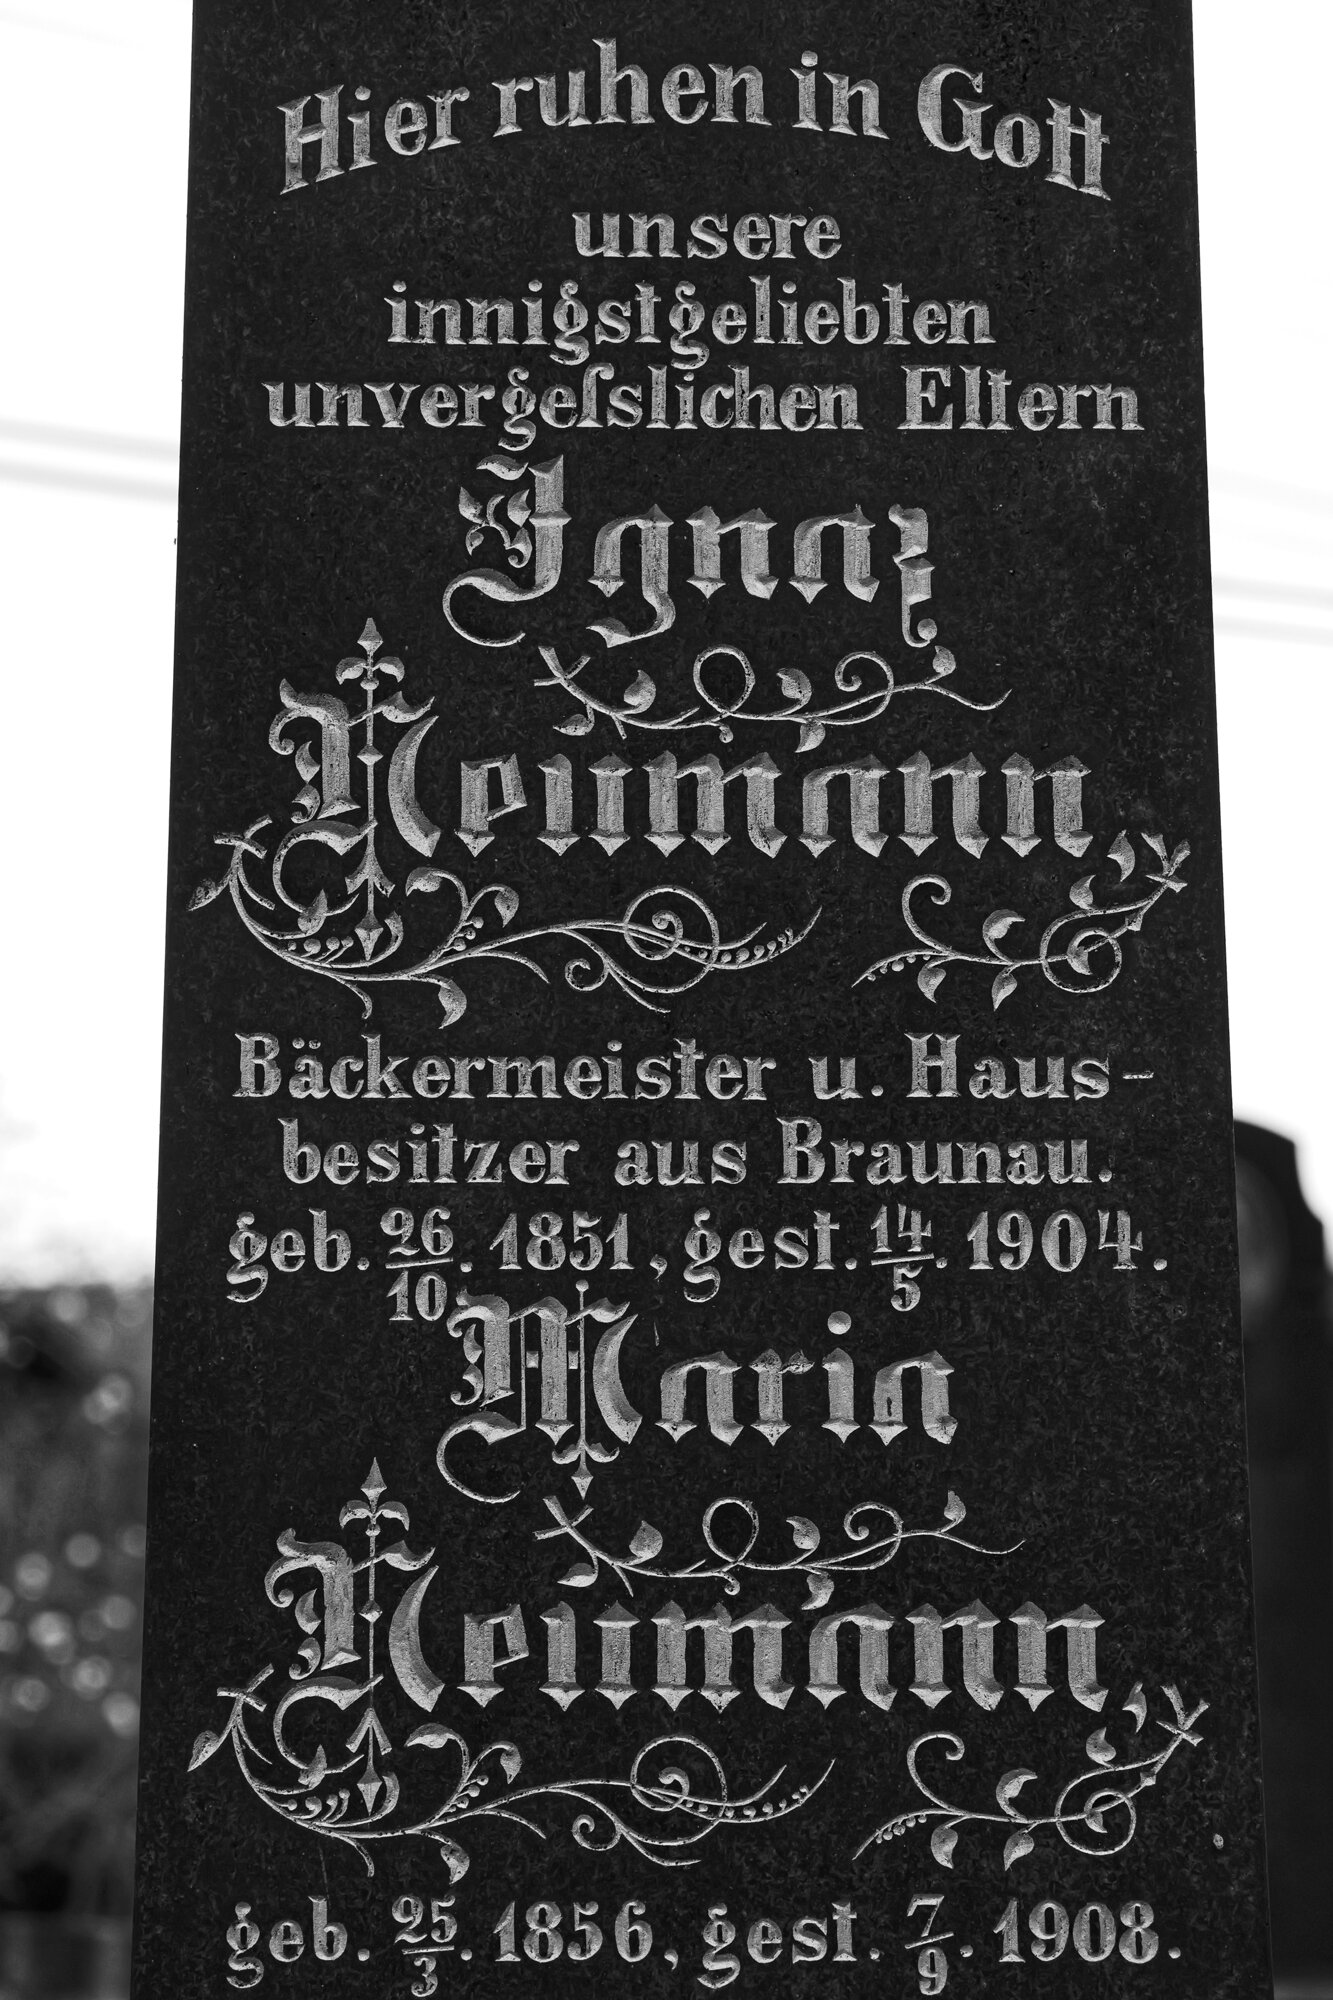 Hier ruhen in Gott
unsere
innigstgeliebten
unvergeſslichen Eltern
Ignaz
Neumann,
Bäckermeister u. Haus-
besitzer aus Braunau.
geb. 26/10. 1851, gest. 14/5. 1904.
Maria
Neumann,
geb. 25/3. 1856, gest. 7/9. 1908.